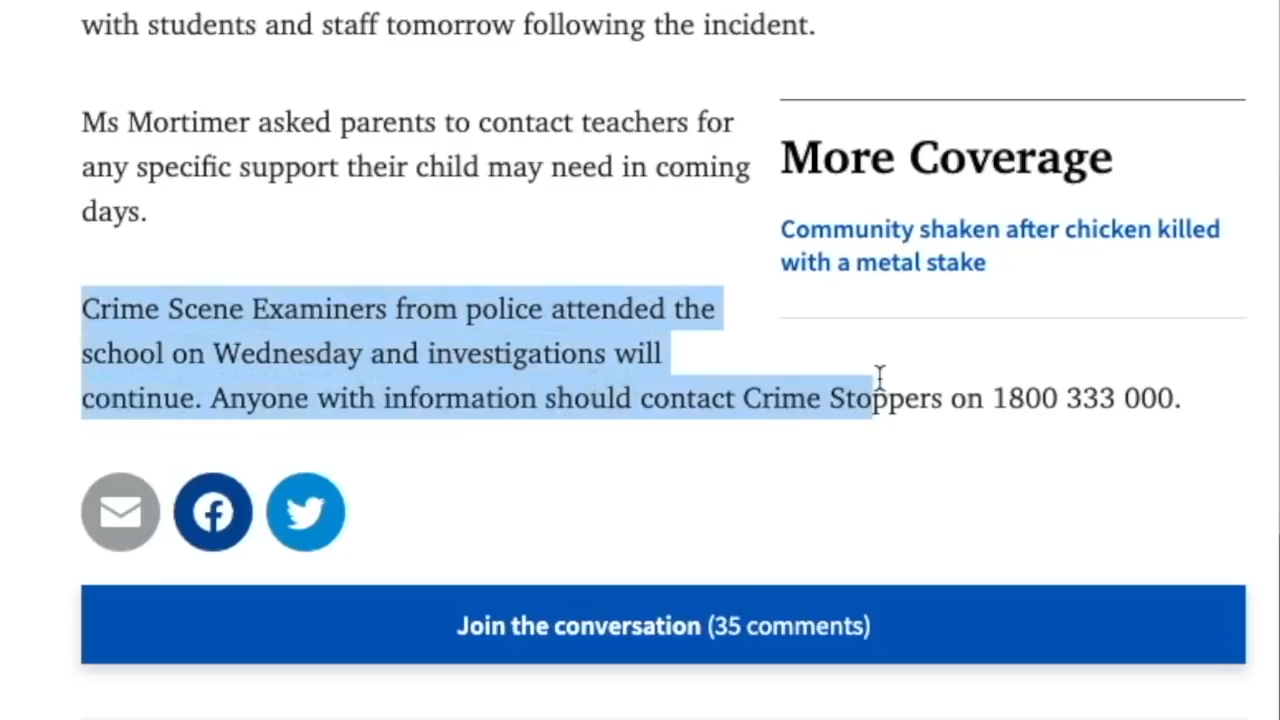 with students and staff tomorrow following the incident.
Ms Mortimer asked parents to contact teachers for
any specific support their child may need in coming
days.
More Coverage
Community shaken after chicken killed
with a metal stake
Crime Scene Examiners from police attended the
school on Wednesday and investigations will
continue. Anyone with information should contact Crime Stoppers on 1800 333 000.
Join the conversation (35 comments)